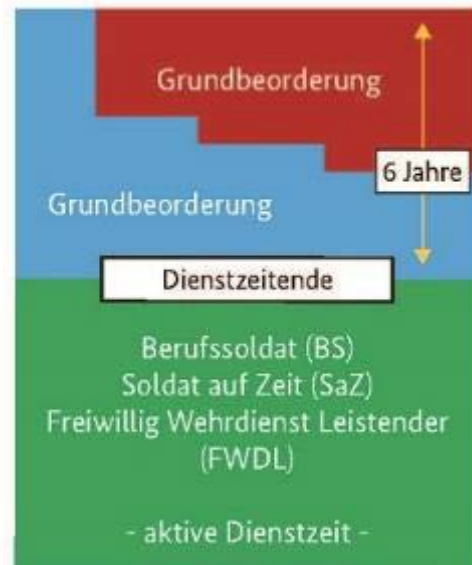 Grundbeorderung
6 Jahre
Grundbeorderung
Dienstzeitende
Berufssoldat (BS)
Soldat auf Zeit (SaZ)
Freiwillig Wehrdienst Leistender
(FWDL)
- aktive Dienstzeit -